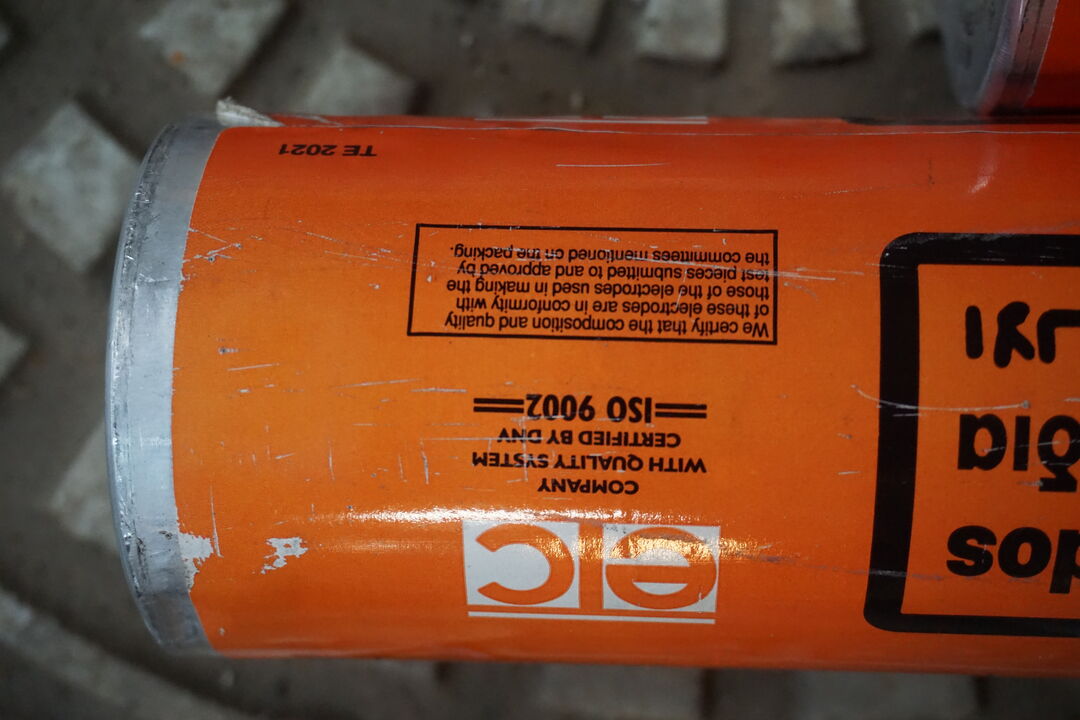 ec
COMPANY
WITH QUALITY SYSTEM
CERTIFIED BY DNV
ISO 9002
We certify that the composition and quality
of these electrodes are in conformity with
those of the electrodes used in making the
test pieces submitted to and approved by
the committees mentioned on the packing.
TE 2021
dos